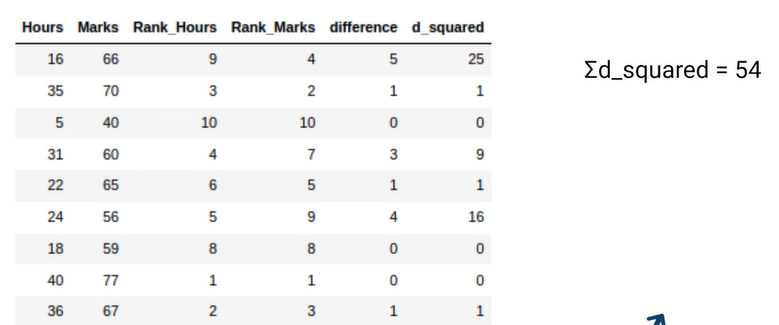 Hours Marks Rank_Hours Rank_Marks difference d_squared
16 66 9 4 5 25
Σd_squared = 54
35 70 3 2 1 1
5 40 10 10 0 0
31 60 4 7 3 9
22 65 6 5 1 1
24 56 5 9 4 16
18 59 8 8 0 0
40 77 1 1 0 0
36 67 2 3 1 1